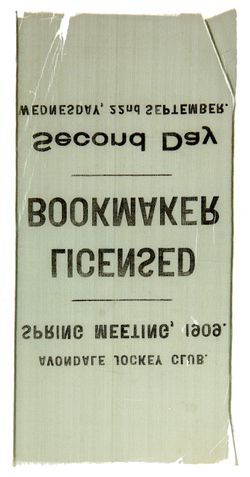 AVONDALE JOCKEY CLUB.
SPRING MEETING, 1909.
LICENSED
BOOKMAKER
Second Day
WEDNESDAY, 22nd SEPTEMBER.